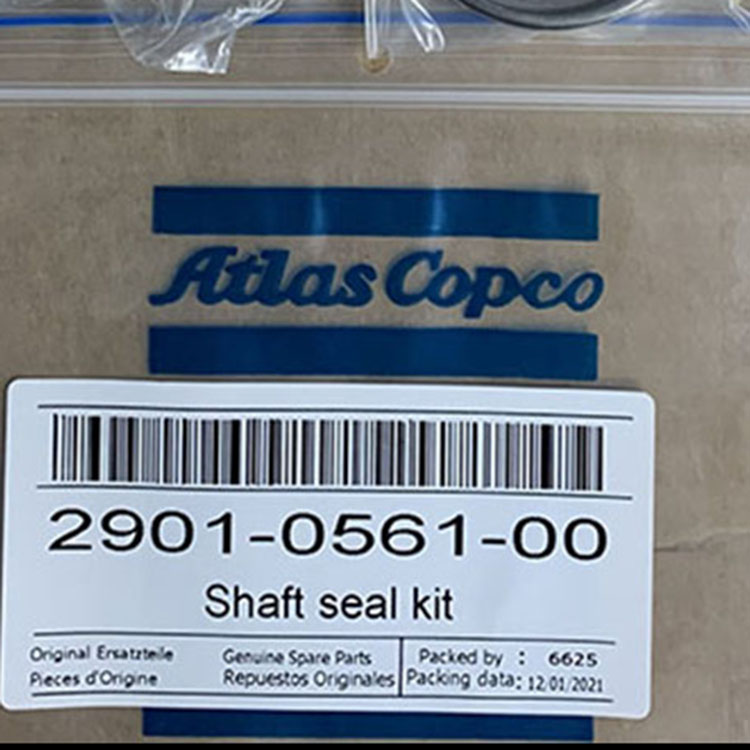 Atlas Copco
2901-0561-00
Shaft seal kit
Original Ersatzteile
Pieces d'Origine
Genuine Spare Parts
Repuestos Originales
Packed by : 6625
Packing data: 12/01/2021